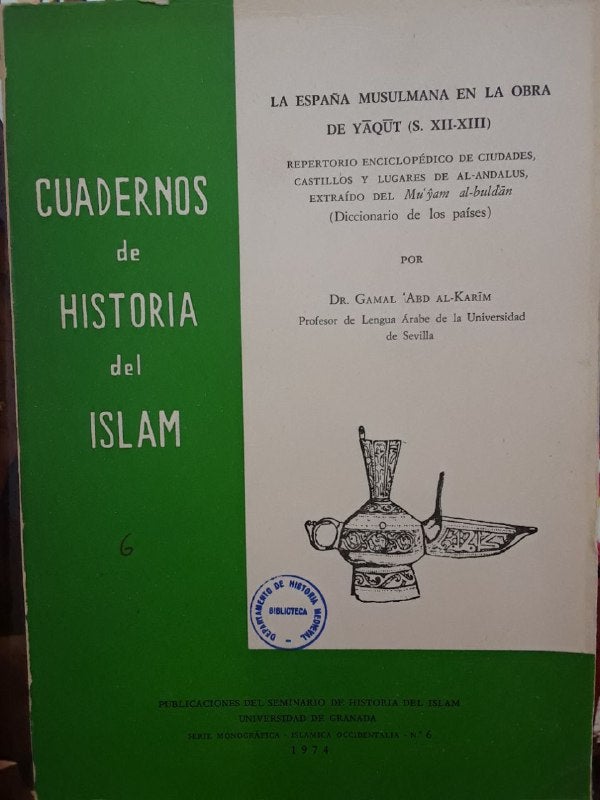 LA ESPAÑA MUSULMANA EN LA OBRA
DE YĀQŪT (S. XII-XIII)
REPERTORIO ENCICLOPÉDICO DE CIUDADES,
CASTILLOS Y LUGARES DE AL-ANDALUS,
EXTRAÍDO DEL Mu'ŷam al-buldān
(Diccionario de los países)
POR
DR. GAMAL 'ABD AL-KARĪM
Profesor de Lengua Árabe de la Universidad
de Sevilla
CUADERNOS
de
HISTORIA
del
ISLAM
6
DEPARTAMENTO DE HISTORIA MEDIEVAL
BIBLIOTECA
PUBLICACIONES DEL SEMINARIO DE HISTORIA DEL ISLAM
UNIVERSIDAD DE GRANADA
SERIE MONOGRÁFICA - ISLAMICA OCCIDENTALIA - N.º 6
1974